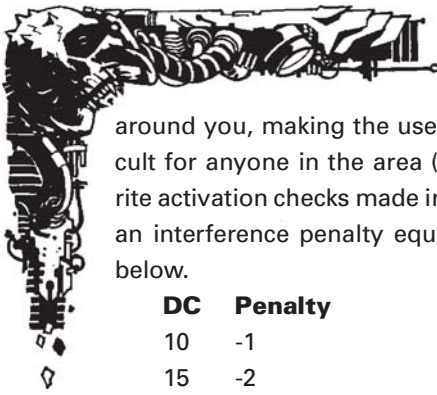 around you, making the use
cult for anyone in the area (
rite activation checks made in
an interference penalty equ
below.
DC Penalty
10 -1
15 -2